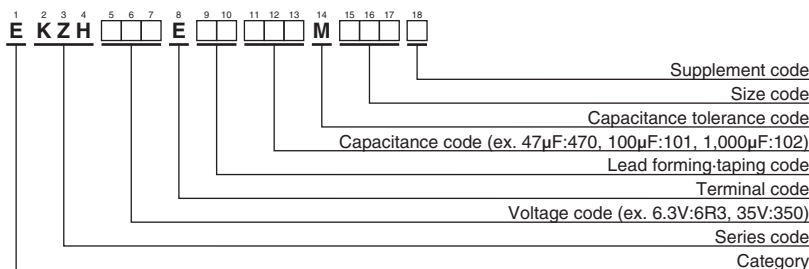 1 2 3 4 5 6 7 8 9 10 11 12 13 14 15 16 17 18
E K Z H E M
Supplement code
Size code
Capacitance tolerance code
Capacitance code (ex. 47μF:470, 100μF:101, 1,000μF:102)
Lead forming·taping code
Terminal code
Voltage code (ex. 6.3V:6R3, 35V:350)
Series code
Category